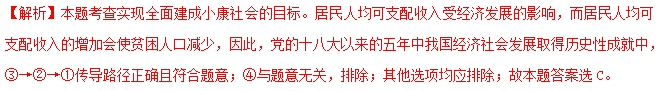 【解析】本题考查实现全面建成小康社会的目标。居民人均可支配收入受经济发展的影响，而居民人均可
支配收入的增加会使贫困人口减少，因此，党的十八大以来的五年中我国经济社会发展取得历史性成就中，
③→②→①传导路径正确且符合题意；④与题意无关，排除；其他选项均应排除；故本题答案选 C。